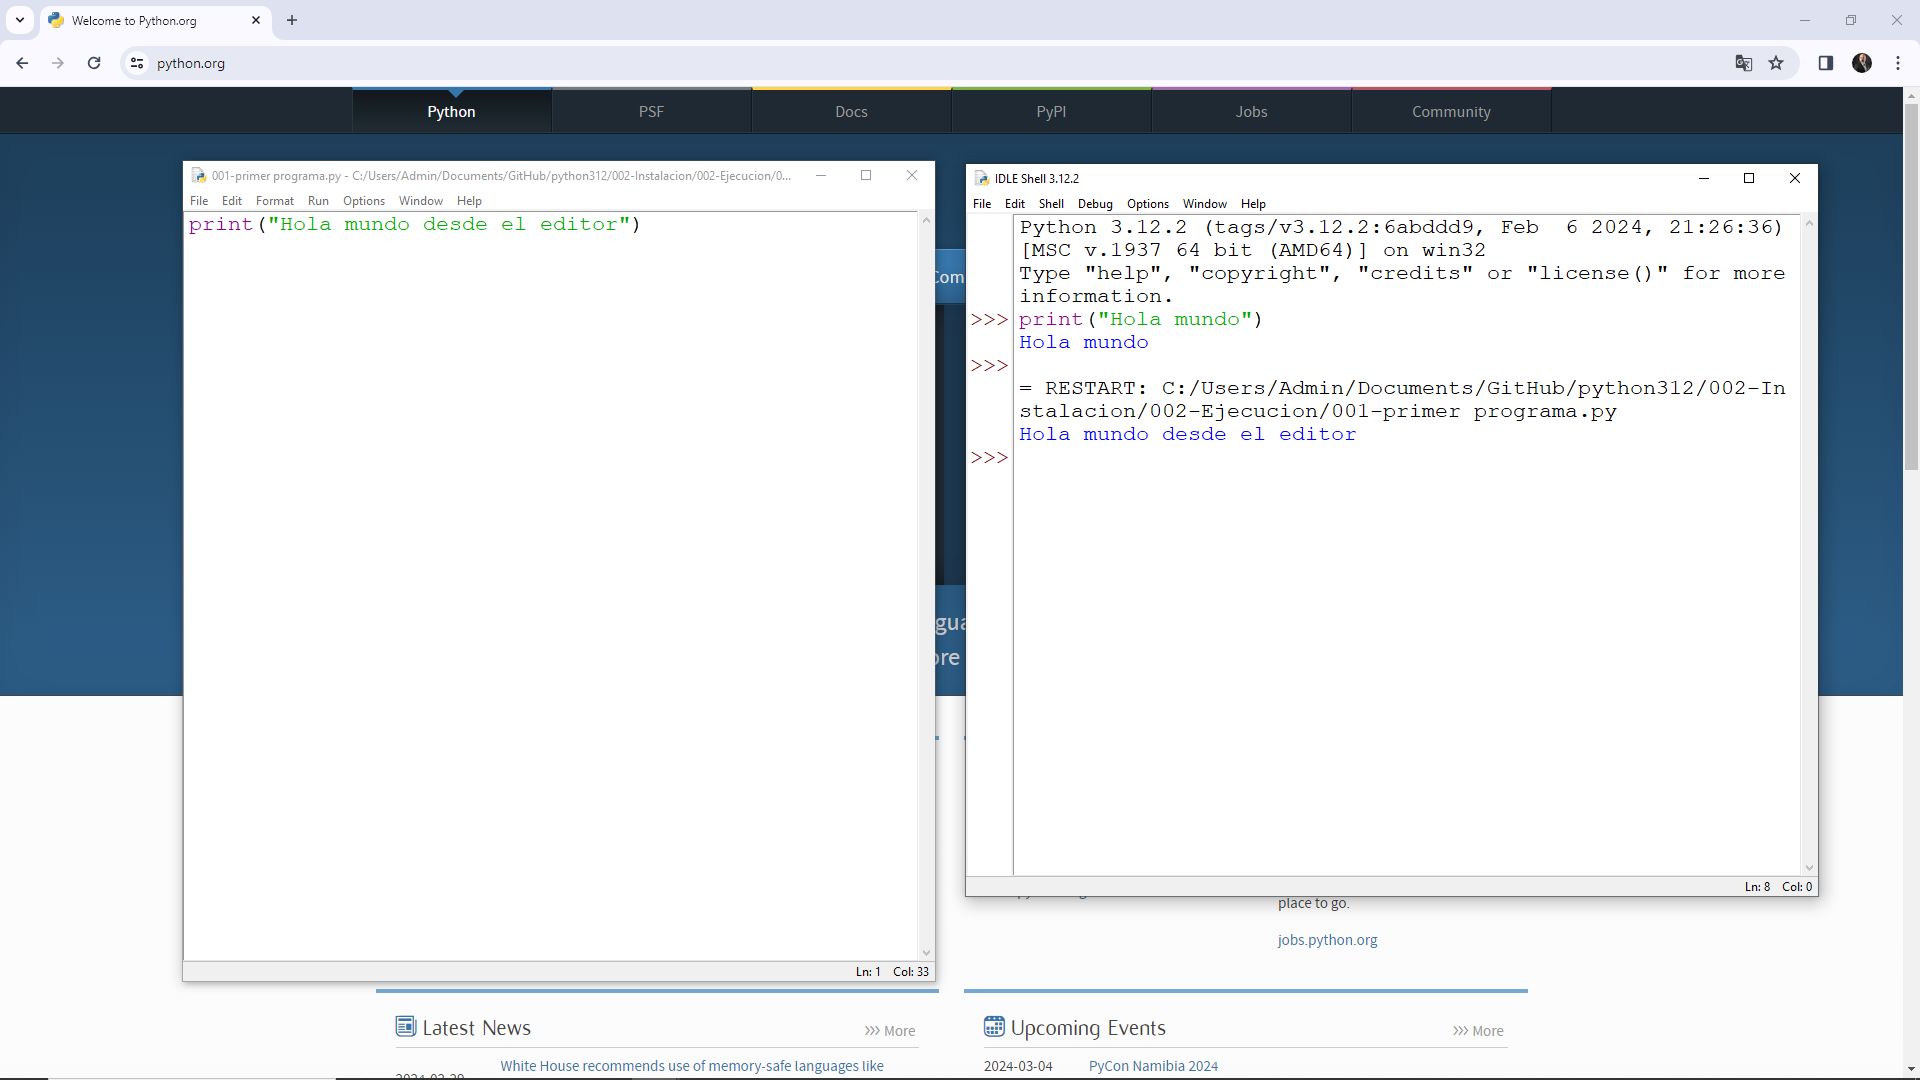 Welcome to Python.org
python.org
Python
PSF
Docs
PyPI
Jobs
Community
001-primer programa.py - C:/Users/Admin/Documents/GitHub/python312/002-Instalacion/002-Ejecucion/0...
File Edit Format Run Options Window Help
print("Hola mundo desde el editor")
Ln: 1 Col: 33
IDLE Shell 3.12.2
File Edit Shell Debug Options Window Help
Python 3.12.2 (tags/v3.12.2:6abddd9, Feb  6 2024, 21:26:36)
[MSC v.1937 64 bit (AMD64)] on win32
Type "help", "copyright", "credits" or "license()" for more
information.
>>> print("Hola mundo")
Hola mundo
>>>
= RESTART: C:/Users/Admin/Documents/GitHub/python312/002-In
stalacion/002-Ejecucion/001-primer programa.py
Hola mundo desde el editor
>>>
Ln: 8 Col: 0
place to go.
jobs.python.org
Latest News
>>> More
White House recommends use of memory-safe languages like
Upcoming Events
>>> More
2024-03-04 PyCon Namibia 2024